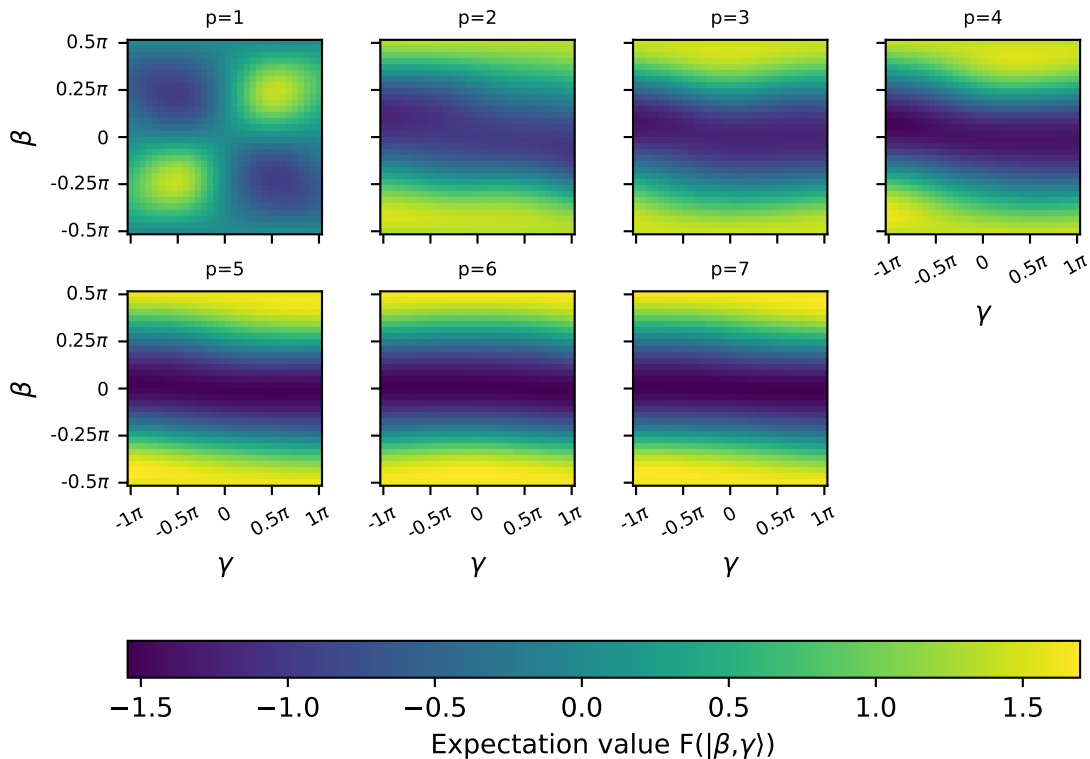 p=1 p=2 p=3 p=4
0.5π
0.25π
0
-0.25π
-0.5π
β
-1π -0.5π 0 0.5π 1π
γ
p=5 p=6 p=7
0.5π
0.25π
0
-0.25π
-0.5π
β
-1π -0.5π 0 0.5π 1π -1π -0.5π 0 0.5π 1π -1π -0.5π 0 0.5π 1π
γ γ γ
−1.5 −1.0 −0.5 0.0 0.5 1.0 1.5
Expectation value F(|β,γ⟩)